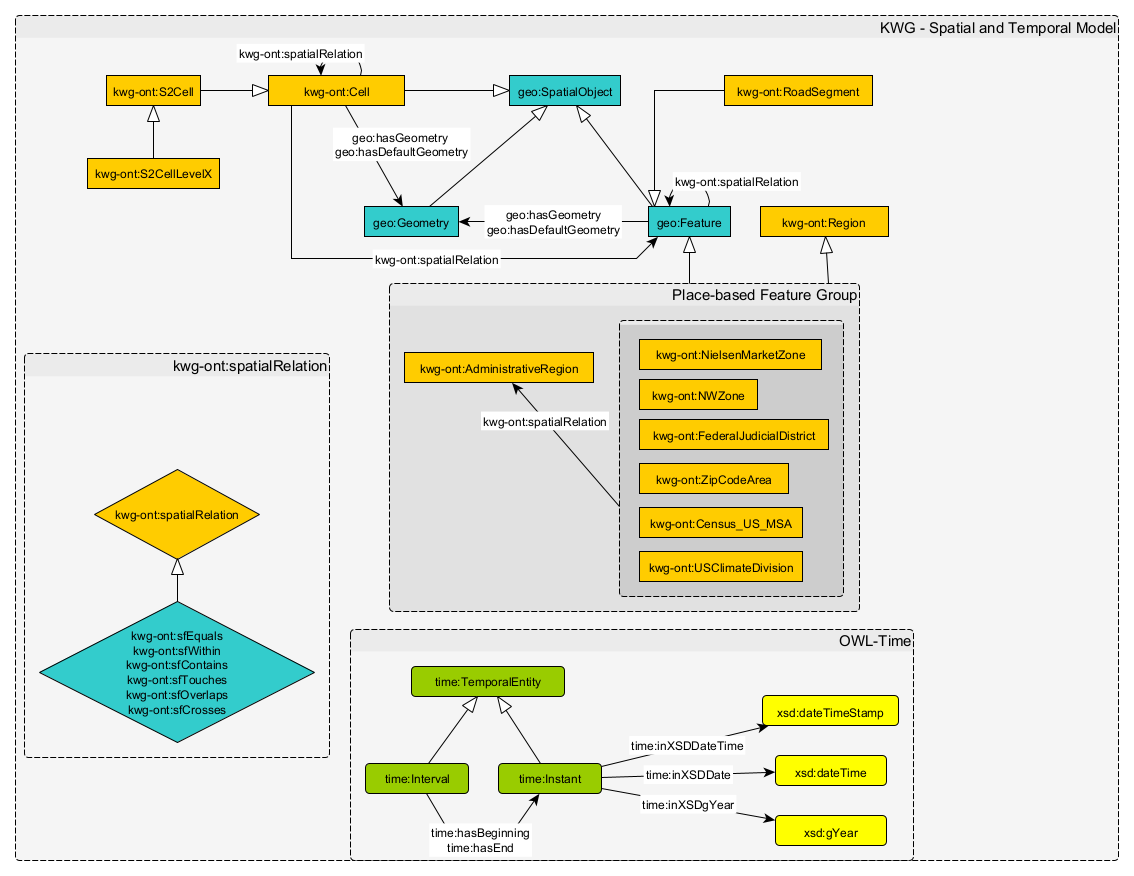 KWG - Spatial and Temporal Model
kwg-ont:spatialRelation
kwg-ont:S2Cell
kwg-ont:Cell
geo:SpatialObject
kwg-ont:RoadSegment
geo:hasGeometry
geo:hasDefaultGeometry
kwg-ont:S2CellLevelX
kwg-ont:spatialRelation
geo:Geometry
geo:hasGeometry
geo:hasDefaultGeometry
geo:Feature
kwg-ont:Region
kwg-ont:spatialRelation
Place-based Feature Group
kwg-ont:AdministrativeRegion
kwg-ont:spatialRelation
kwg-ont:NielsenMarketZone
kwg-ont:NWZone
kwg-ont:FederalJudicialDistrict
kwg-ont:ZipCodeArea
kwg-ont:Census_US_MSA
kwg-ont:USClimateDivision
kwg-ont:spatialRelation
kwg-ont:spatialRelation
kwg-ont:sfEquals
kwg-ont:sfWithin
kwg-ont:sfContains
kwg-ont:sfTouches
kwg-ont:sfOverlaps
kwg-ont:sfCrosses
OWL-Time
time:TemporalEntity
time:Interval
time:Instant
time:hasBeginning
time:hasEnd
time:inXSDDateTime
time:inXSDDate
time:inXSDgYear
xsd:dateTimeStamp
xsd:dateTime
xsd:gYear